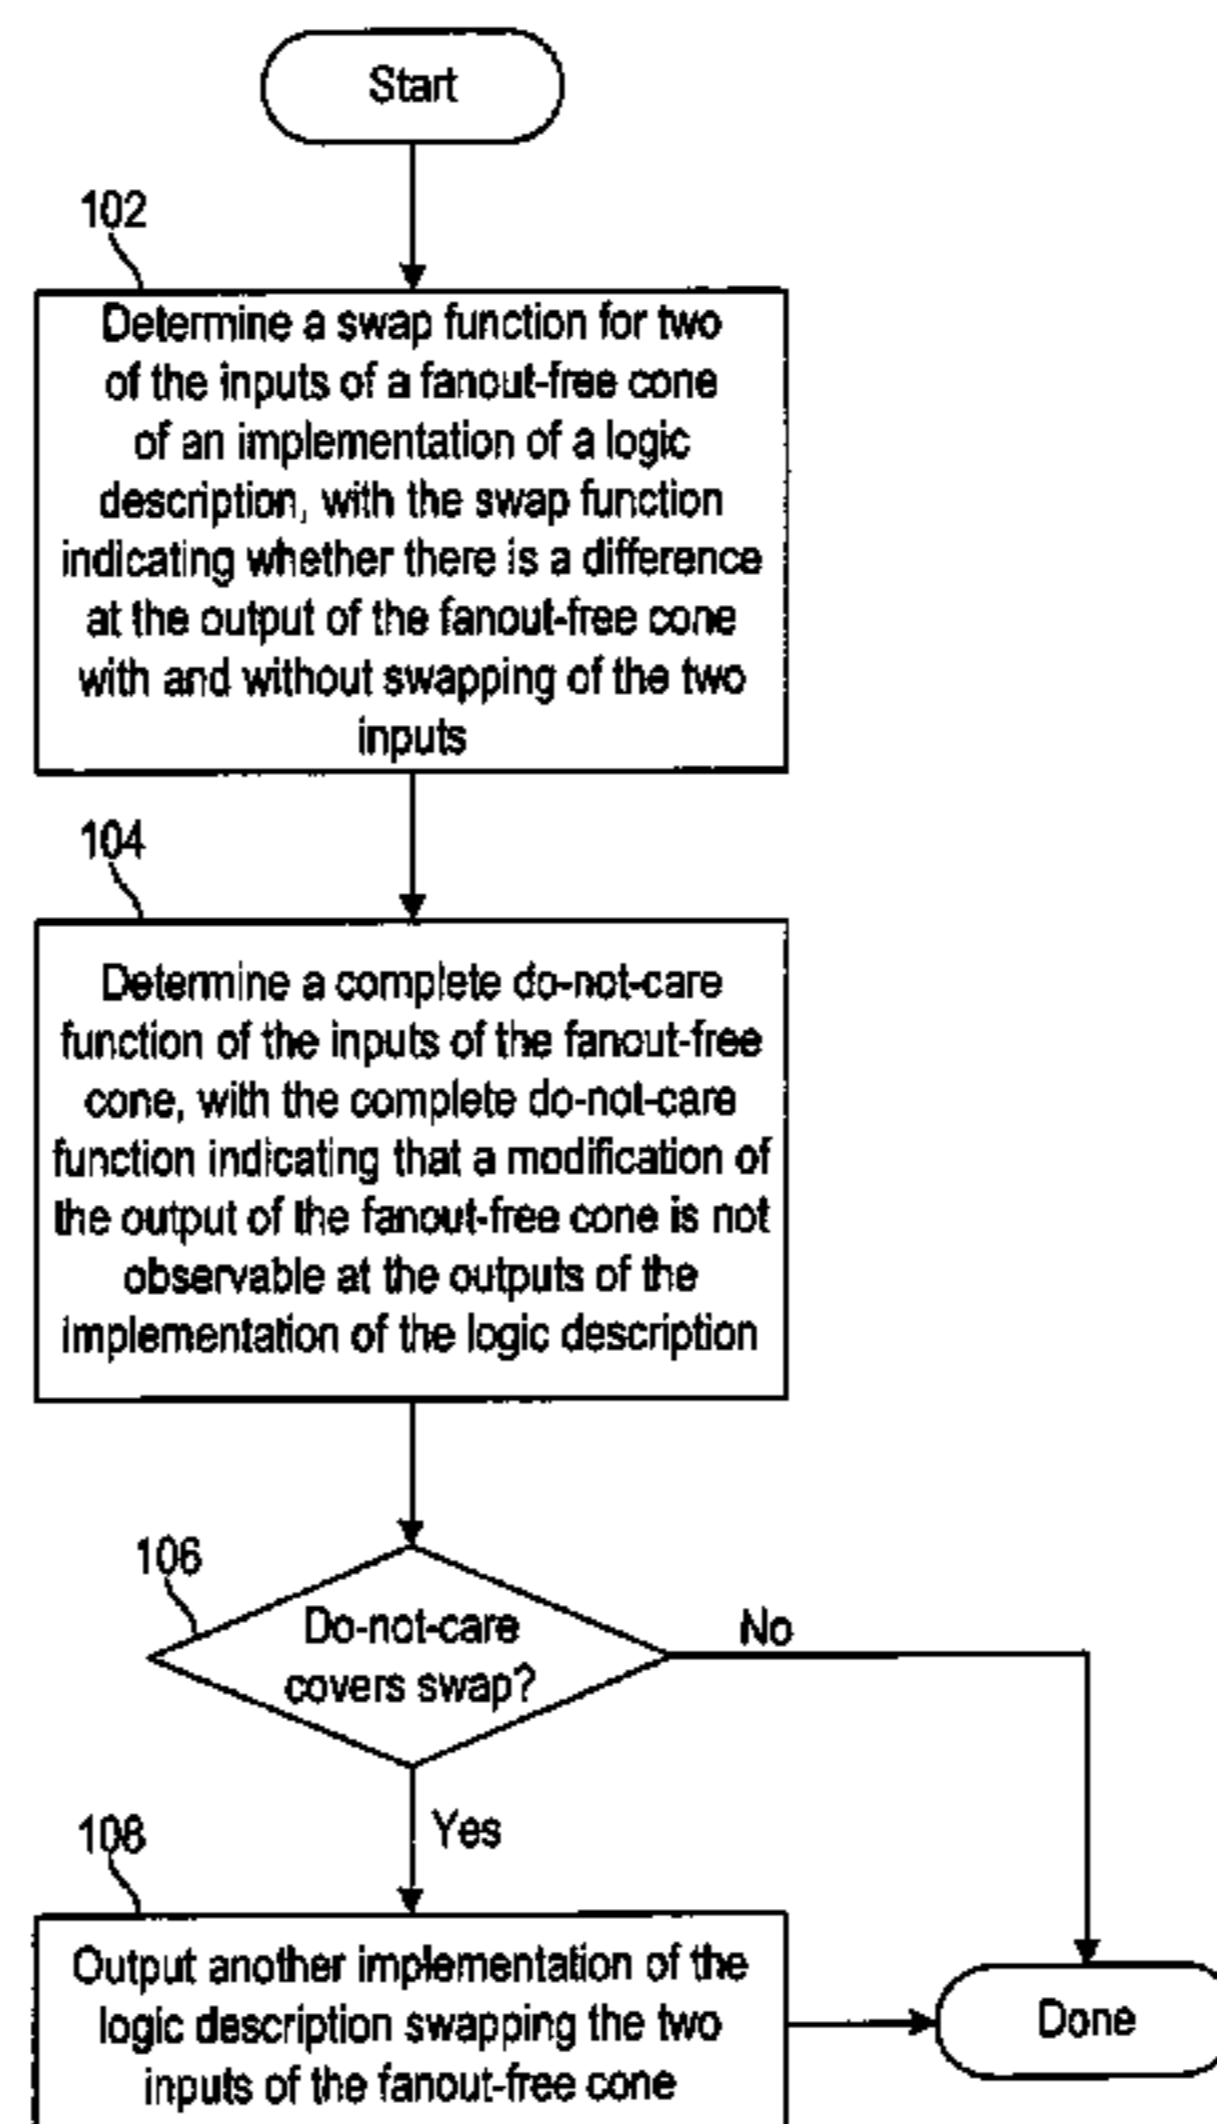 Start
102
Determine a swap function for two
of the inputs of a fanout-free cone
of an implementation of a logic
description, with the swap function
indicating whether there is a difference
at the output of the fanout-free cone
with and without swapping of the two
inputs
104
Determine a complete do-not-care
function of the inputs of the fanout-free
cone, with the complete do-not-care
function indicating that a modification of
the output of the fanout-free cone is not
observable at the outputs of the
implementation of the logic description
106
Do-not-care
covers swap?
No
Yes
108
Output another implementation of the
logic description swapping the two
inputs of the fanout-free cone
Done